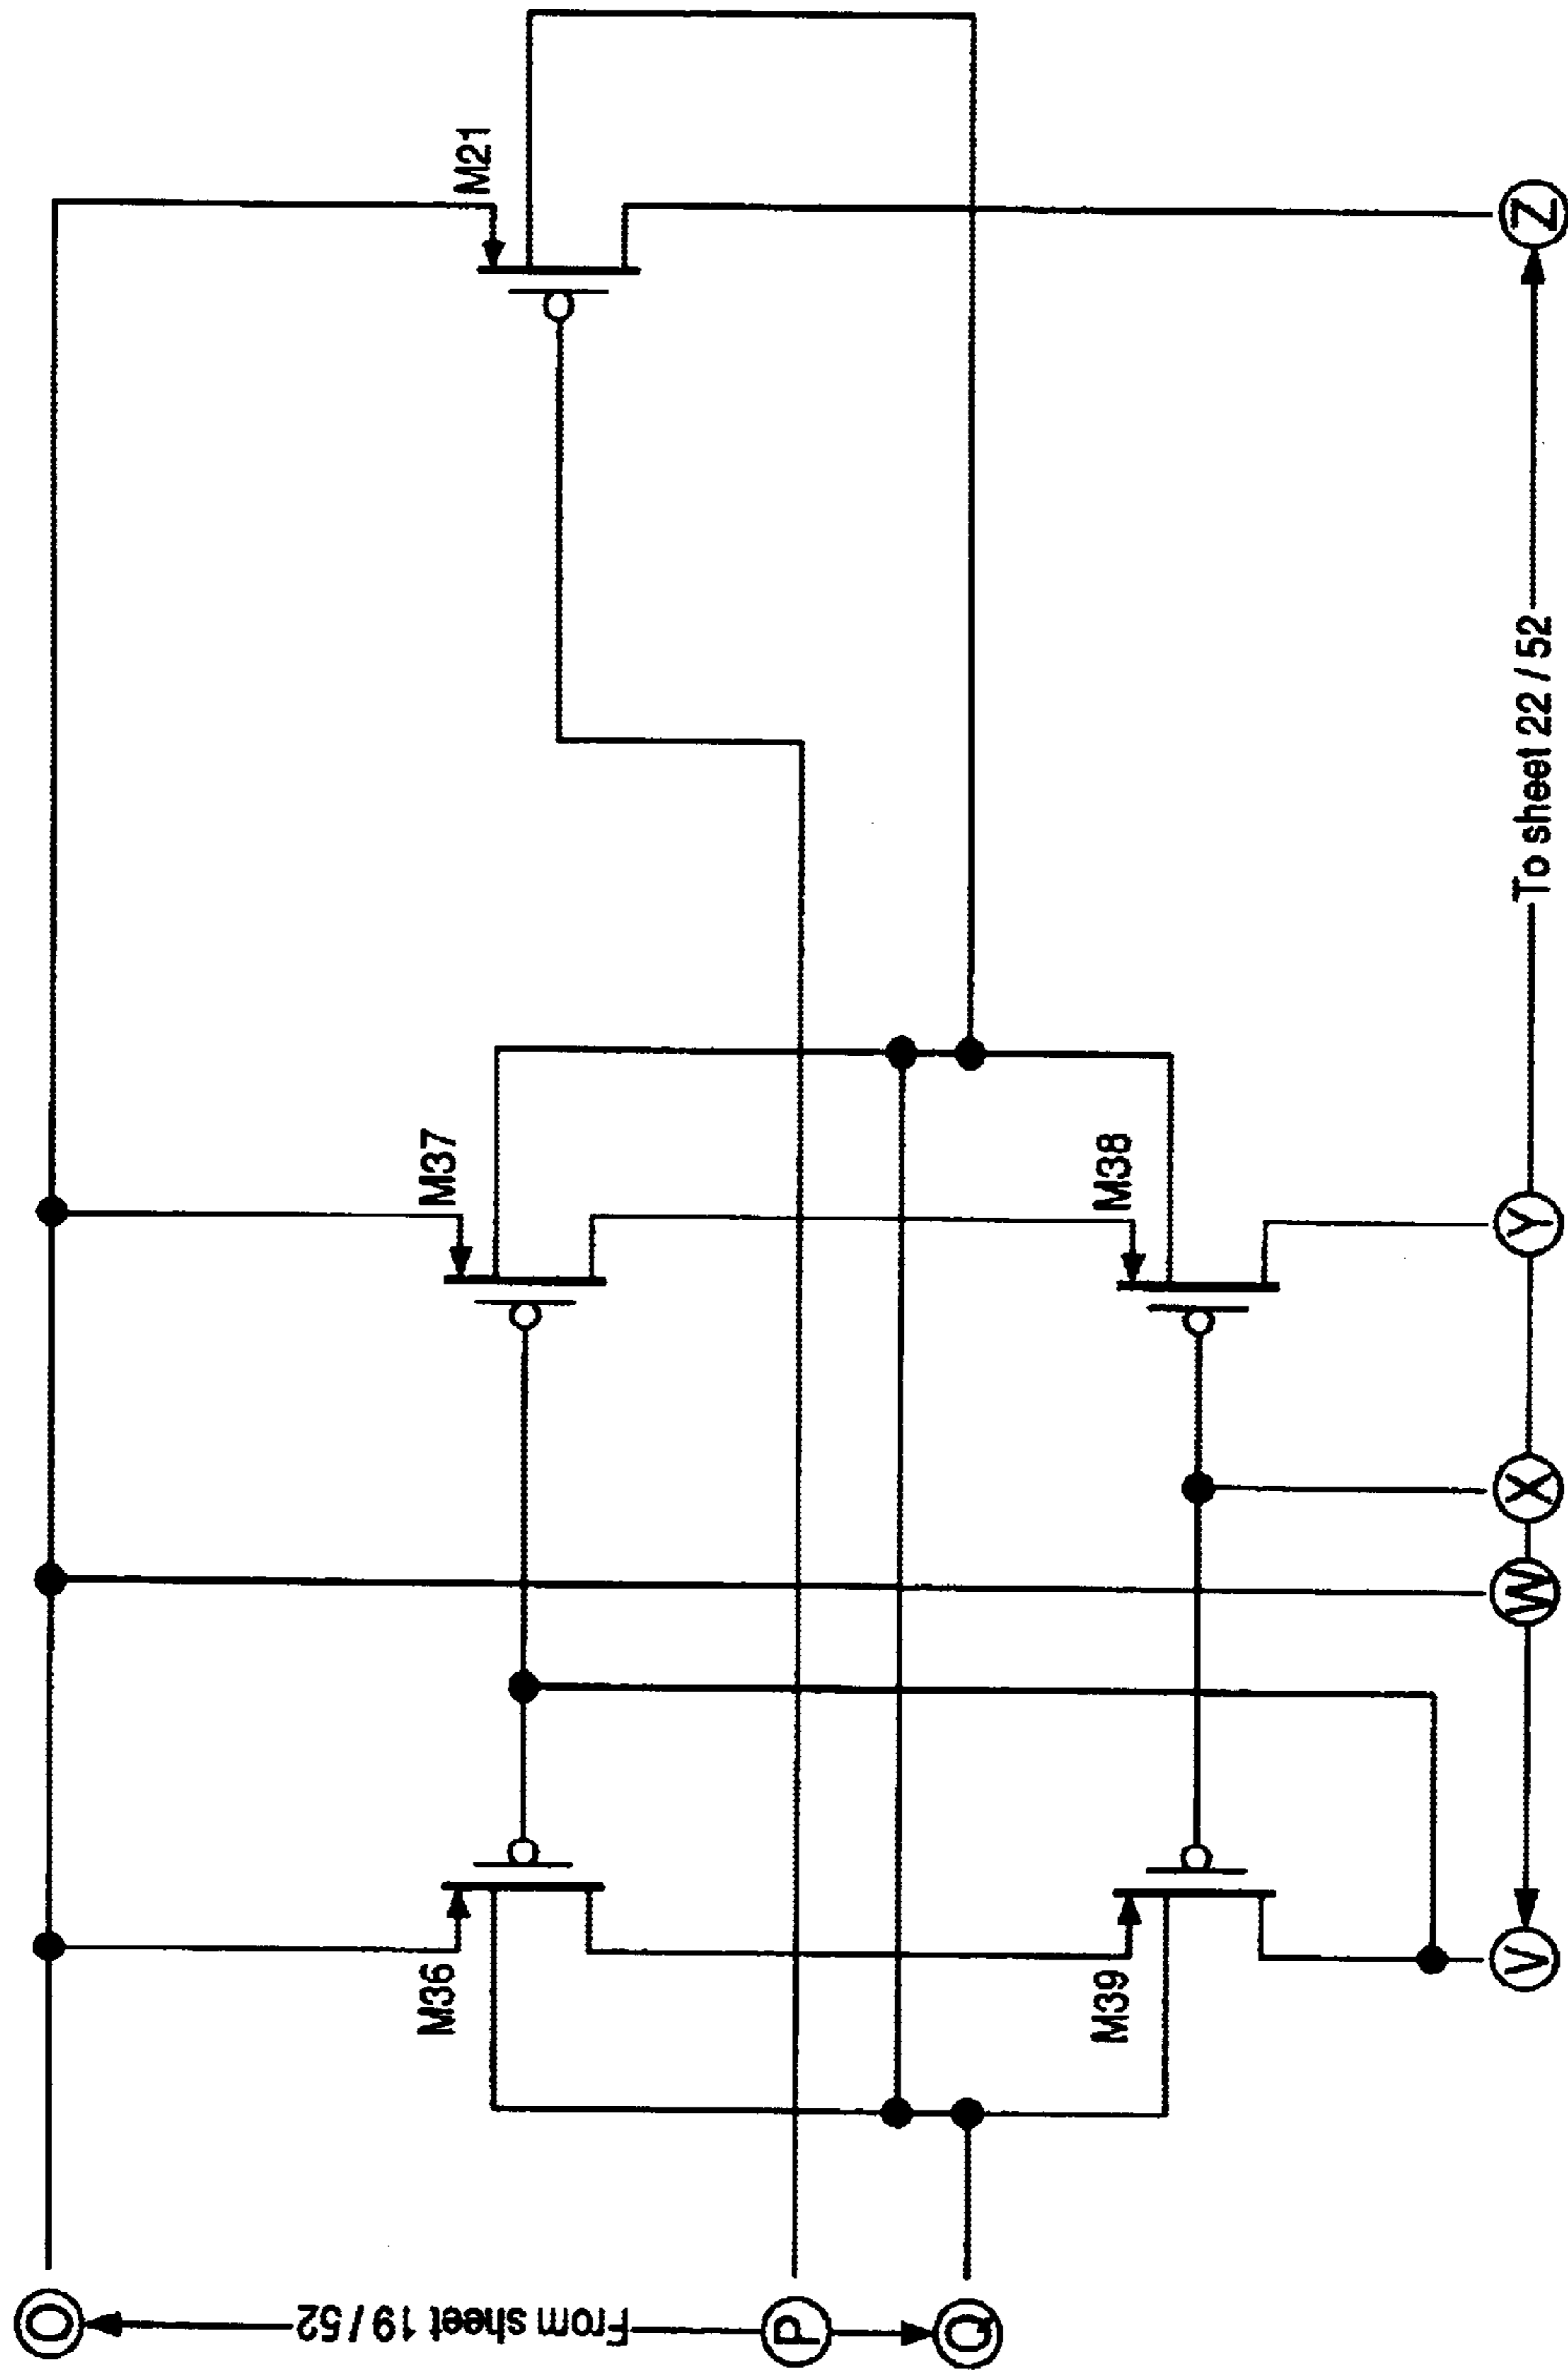 M21
M37
M38
M36
M39
O
From sheet 19 / 52
P
Q
V
W
X
Y
To sheet 22 / 52
Z